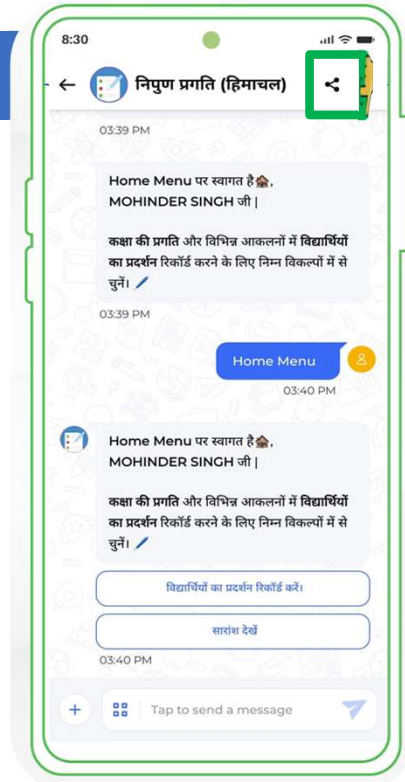 8:30
निपुण प्रगति (हिमाचल)
03:39 PM
Home Menu पर स्वागत है🏠,
MOHINDER SINGH जी |
कक्षा की प्रगति और विभिन्न आकलनों में विद्यार्थियों
का प्रदर्शन रिकॉर्ड करने के लिए निम्न विकल्पों में से
चुनें। 🖊️
03:39 PM
Home Menu
03:40 PM
Home Menu पर स्वागत है🏠,
MOHINDER SINGH जी |
कक्षा की प्रगति और विभिन्न आकलनों में विद्यार्थियों
का प्रदर्शन रिकॉर्ड करने के लिए निम्न विकल्पों में से
चुनें। 🖊️
विद्यार्थियों का प्रदर्शन रिकॉर्ड करें।
सारांश देखें
03:40 PM
Tap to send a message